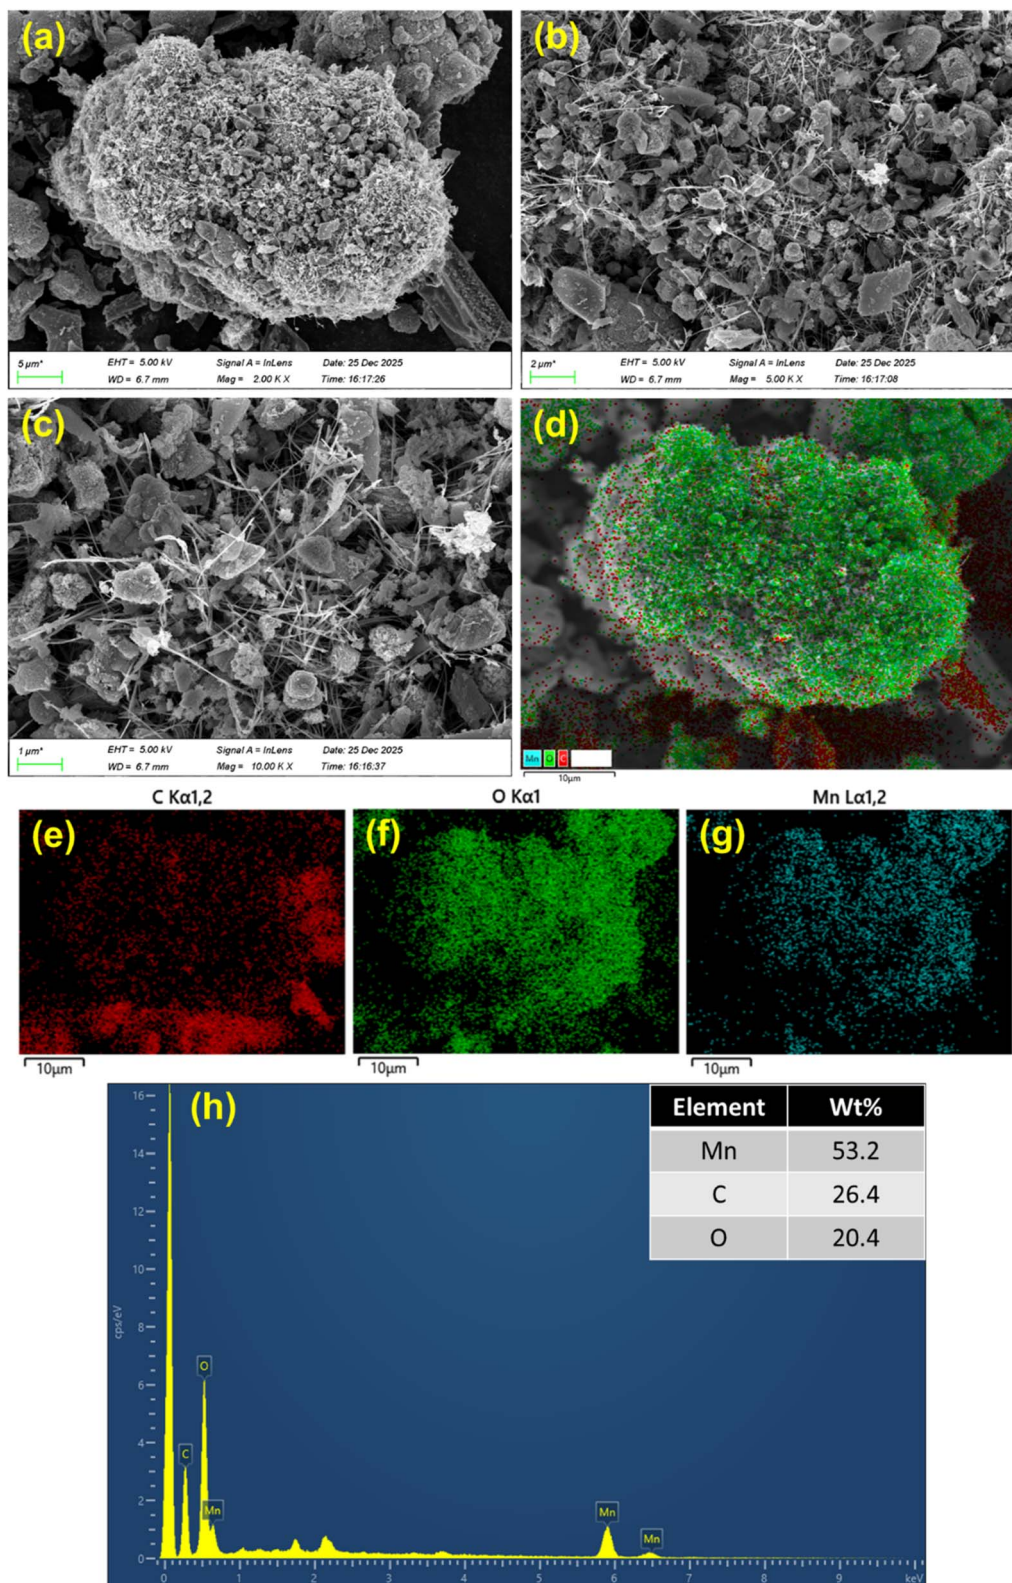 (a)
5 µm*
EHT = 5.00 kV
Signal A = InLens
Date: 25 Dec 2025
WD = 6.7 mm
Mag = 2.00 K X
Time: 16:17:26
(b)
2 µm*
EHT = 5.00 kV
Signal A = InLens
Date: 25 Dec 2025
WD = 6.7 mm
Mag = 5.00 K X
Time: 16:17:08
(c)
1 µm*
EHT = 5.00 kV
Signal A = InLens
Date: 25 Dec 2025
WD = 6.7 mm
Mag = 10.00 K X
Time: 16:16:37
(d)
Mn O C
10µm
C Kα1,2
(e)
10µm
O Kα1
(f)
10µm
Mn Lα1,2
(g)
10µm
(h)
Element Wt%
Mn 53.2
C 26.4
O 20.4
cps/eV
16
14
12
10
8
6
4
2
0
O
C
Mn
Mn
Mn
0 1 2 3 4 5 6 7 8 9 keV